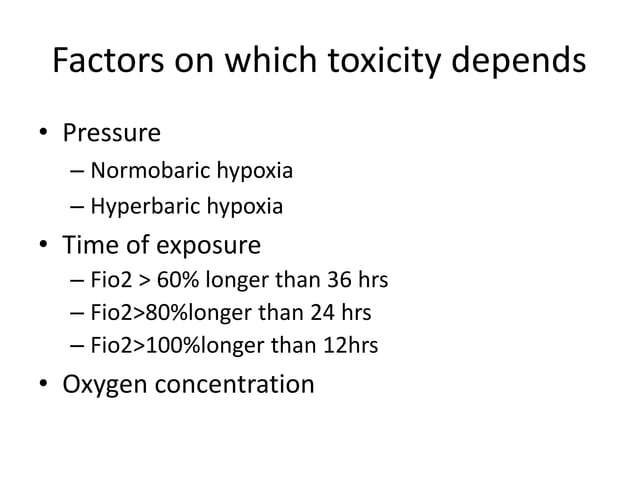 Factors on which toxicity depends
• Pressure
– Normobaric hypoxia
– Hyperbaric hypoxia
• Time of exposure
– Fio2 > 60% longer than 36 hrs
– Fio2>80%longer than 24 hrs
– Fio2>100%longer than 12hrs
• Oxygen concentration